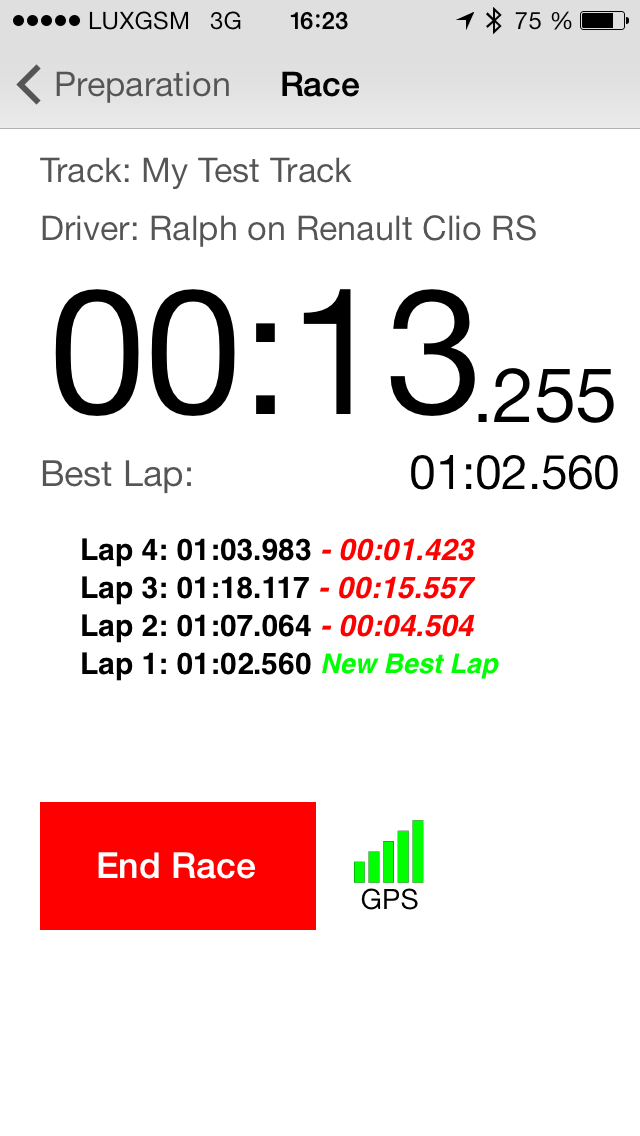 LUXGSM 3G 16:23 75 %
Preparation Race
Track: My Test Track
Driver: Ralph on Renault Clio RS
00:13.255
Best Lap: 01:02.560
Lap 4: 01:03.983 - 00:01.423
Lap 3: 01:18.117 - 00:15.557
Lap 2: 01:07.064 - 00:04.504
Lap 1: 01:02.560 New Best Lap
End Race
GPS